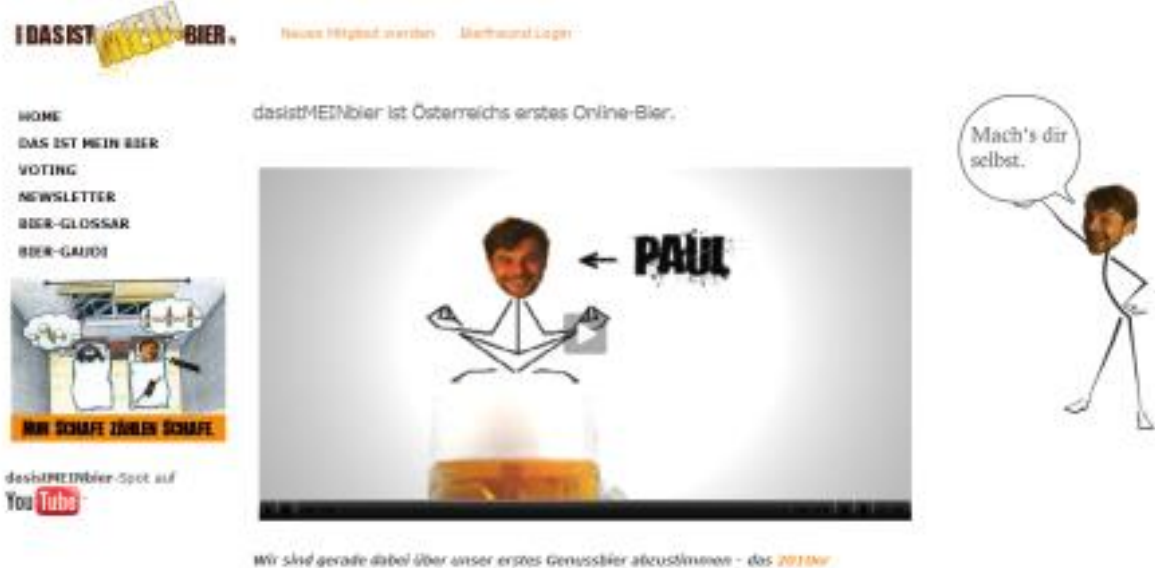 DAS IST MEIN BIER
Neues Mitglied werden Bierfreund Login
HOME
DAS IST MEIN BIER
VOTING
NEWSLETTER
BIER-GLOSSAR
BIER-GAUDI
NUR SCHAFE ZÄHLEN SCHAFE.
dasistMEINbier-Spot auf
YouTube
dasistMEINbier ist Österreichs erstes Online-Bier.
PAUL
Mach's dir
selbst.
Wir sind gerade dabei über unser erstes Genussbier abzustimmen - das 2010er